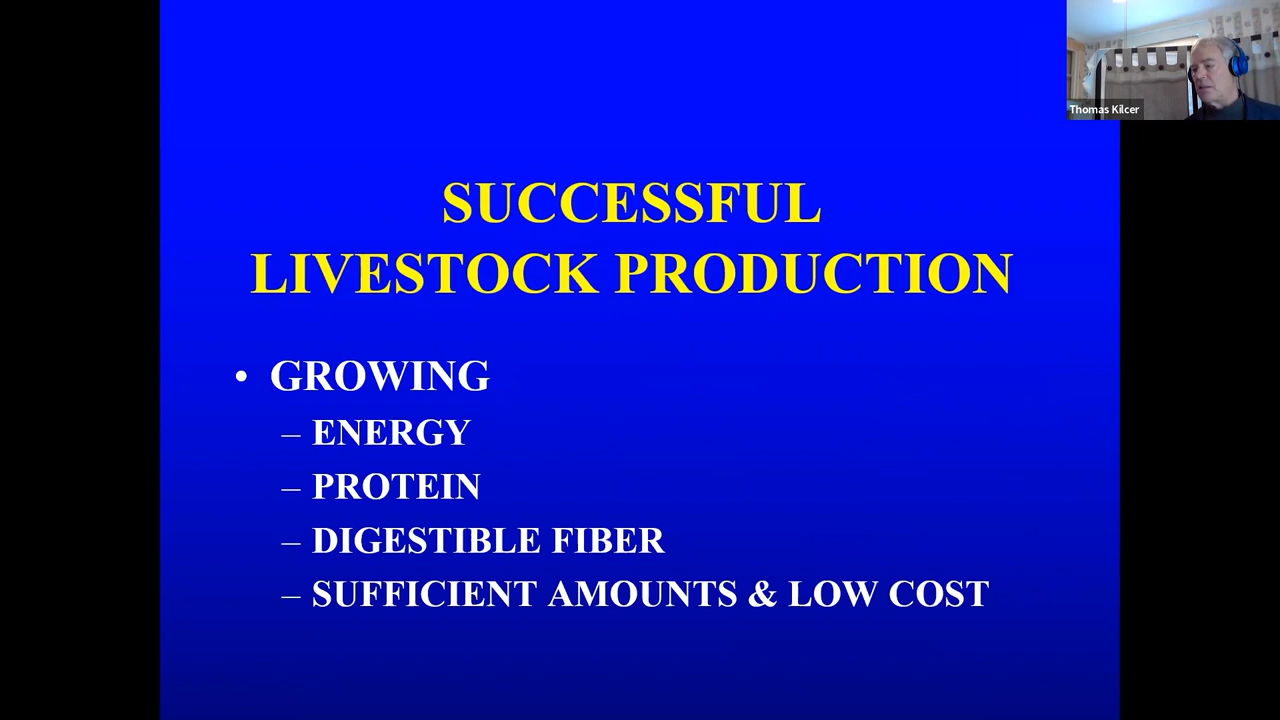 Thomas Kilcer
SUCCESSFUL
LIVESTOCK PRODUCTION
• GROWING
– ENERGY
– PROTEIN
– DIGESTIBLE FIBER
– SUFFICIENT AMOUNTS & LOW COST